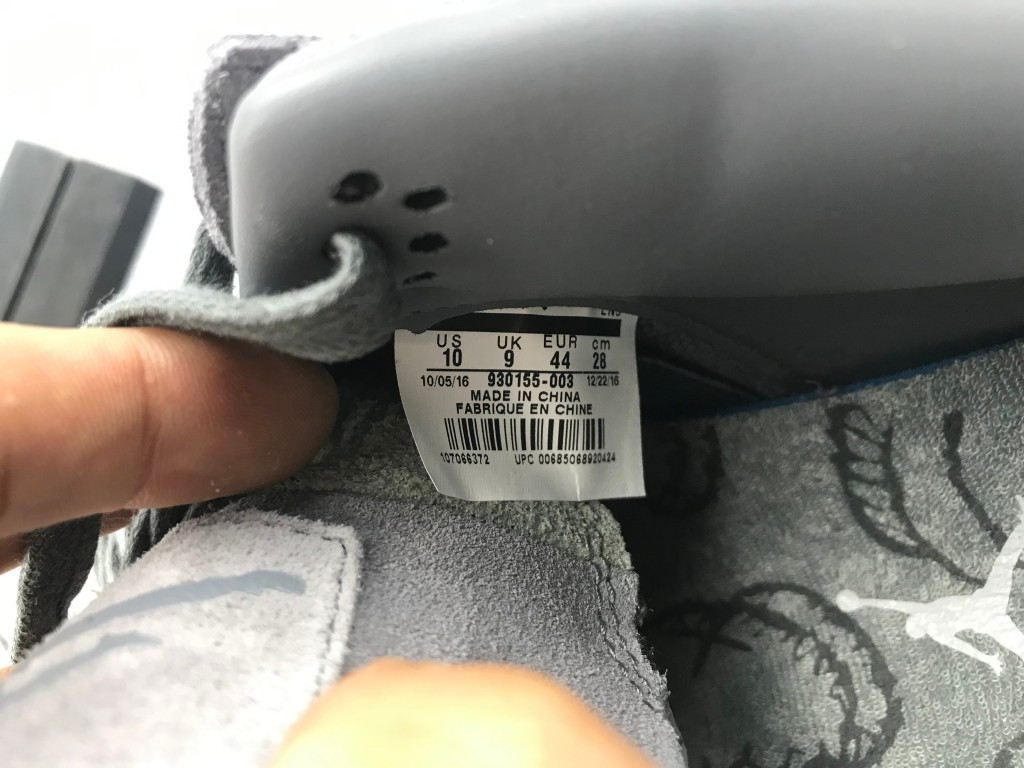 US UK EUR cm
10 9 44 28
10/05/16 930155-003 12/22/16
MADE IN CHINA
FABRIQUE EN CHINE
107066372 UPC 00685068920424